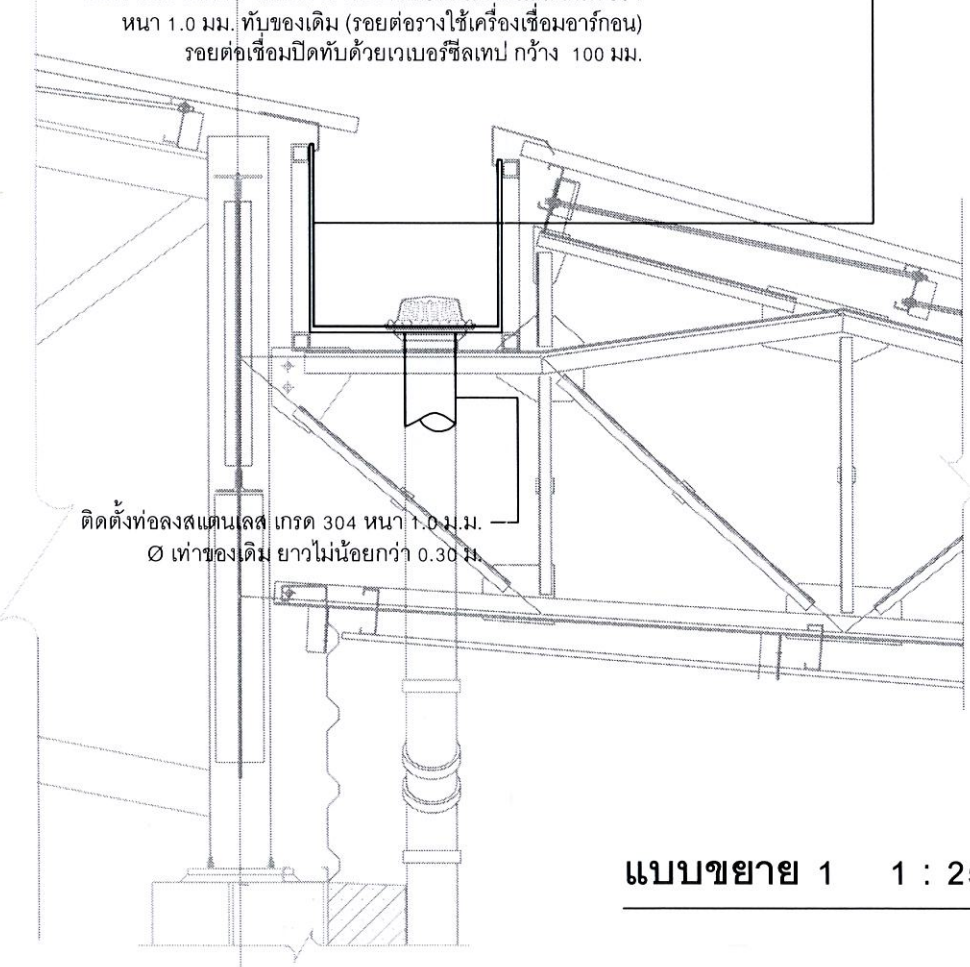 หนา 1.0 มม. ทับของเดิม (รอยต่อรางใช้เครื่องเชื่อมอาร์กอน)
รอยต่อเชื่อมปิดทับด้วยเวเบอร์ซีลเทป กว้าง 100 มม.
ติดตั้งท่อลงสแตนเลส เกรด 304 หนา 1.0 ม.ม.
Ø เท่าของเดิม ยาวไม่น้อยกว่า 0.30 ม.
แบบขยาย 1 1 : 25